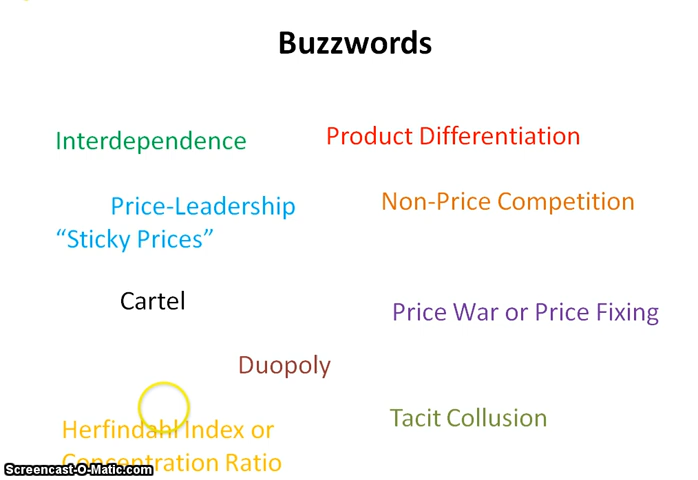 Buzzwords
Interdependence
Product Differentiation
Price-Leadership
Non-Price Competition
“Sticky Prices”
Cartel
Price War or Price Fixing
Duopoly
Tacit Collusion
Herfindahl Index or
Concentration Ratio
Screencast-O-Matic.com